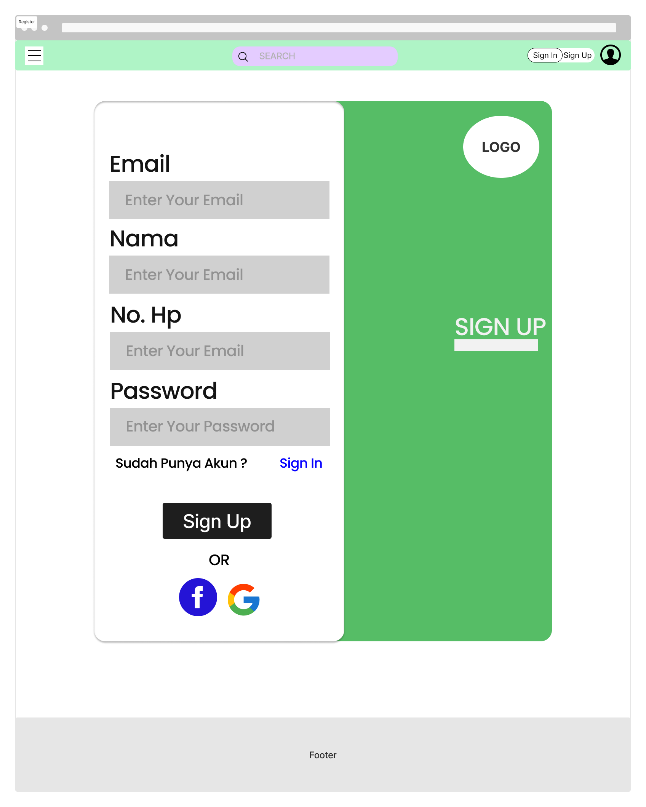 Register
SEARCH
Sign In
Sign Up
LOGO
Email
Enter Your Email
Nama
Enter Your Email
No. Hp
Enter Your Email
Password
Enter Your Password
Sudah Punya Akun ? Sign In
SIGN UP
Sign Up
OR
Footer